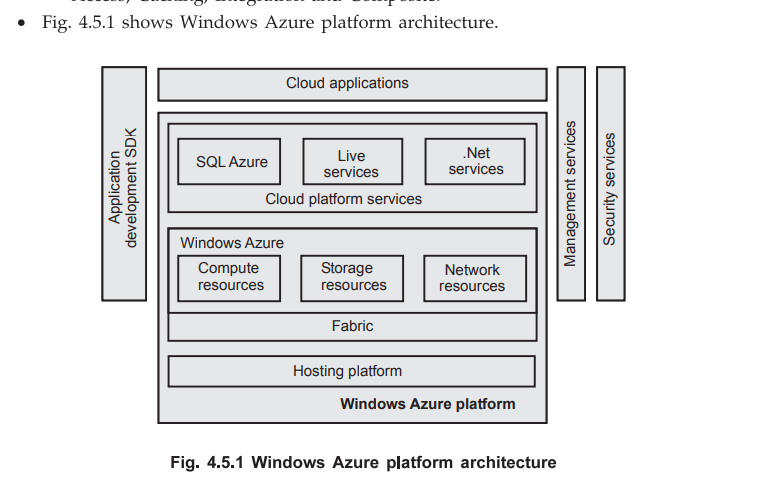 • Fig. 4.5.1 shows Windows Azure platform architecture.
Cloud applications
Application
development SDK
SQL Azure
Live
services
.Net
services
Cloud platform services
Windows Azure
Compute
resources
Storage
resources
Network
resources
Fabric
Hosting platform
Windows Azure platform
Management services
Security services
Fig. 4.5.1 Windows Azure platform architecture